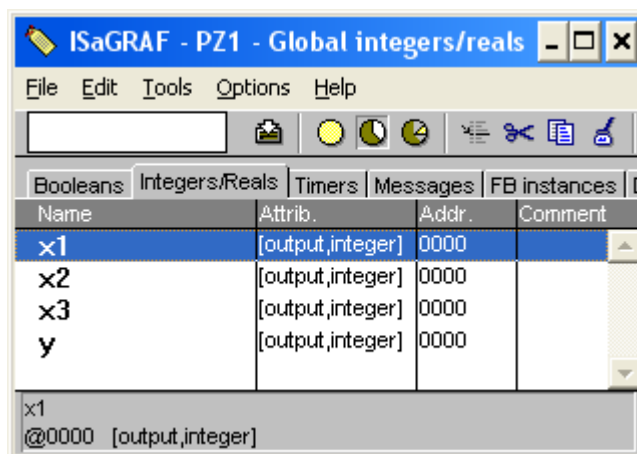 ISaGRAF - PZ1 - Global integers/reals
File Edit Tools Options Help
Booleans Integers/Reals Timers Messages FB instances
Name Attrib. Addr. Comment
x1 [output,integer] 0000
x2 [output,integer] 0000
x3 [output,integer] 0000
y [output,integer] 0000
x1
@0000 [output,integer]